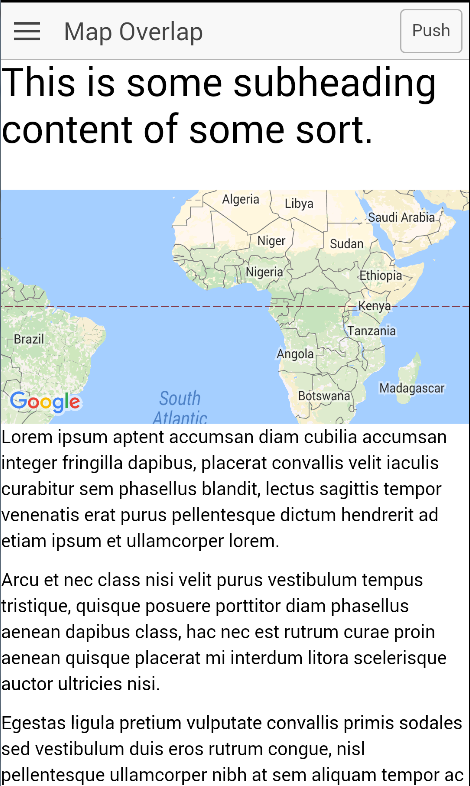 Map Overlap
Push
This is some subheading
content of some sort.
Algeria
Libya
Saudi Arabia
Niger
Sudan
Nigeria
Ethiopia
Kenya
Brazil
Tanzania
Angola
Botswana
Madagascar
Google
South
Atlantic
Lorem ipsum aptent accumsan diam cubilia accumsan
integer fringilla dapibus, placerat convallis velit iaculis
curabitur sem phasellus blandit, lectus sagittis tempor
venenatis erat purus pellentesque dictum hendrerit ad
etiam ipsum et ullamcorper lorem.
Arcu et nec class nisi velit purus vestibulum tempus
tristique, quisque posuere porttitor diam phasellus
aenean dapibus class, hac nec est rutrum curae proin
aenean quisque placerat mi interdum litora scelerisque
auctor ultricies nisi.
Egestas ligula pretium vulputate convallis primis sodales
sed vestibulum duis eros rutrum congue, nisl
pellentesque ullamcorper nibh at sem aliquam tempor ac